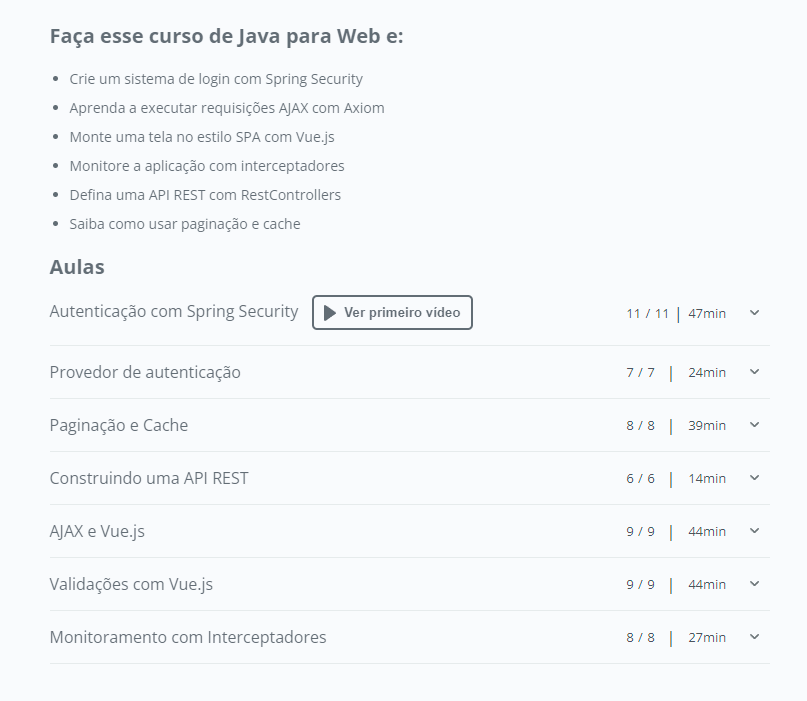 Faça esse curso de Java para Web e:
• Crie um sistema de login com Spring Security
• Aprenda a executar requisições AJAX com Axiom
• Monte uma tela no estilo SPA com Vue.js
• Monitore a aplicação com interceptadores
• Defina uma API REST com RestControllers
• Saiba como usar paginação e cache
Aulas
Autenticação com Spring Security Ver primeiro vídeo 11 / 11 | 47min
Provedor de autenticação 7 / 7 | 24min
Paginação e Cache 8 / 8 | 39min
Construindo uma API REST 6 / 6 | 14min
AJAX e Vue.js 9 / 9 | 44min
Validações com Vue.js 9 / 9 | 44min
Monitoramento com Interceptadores 8 / 8 | 27min